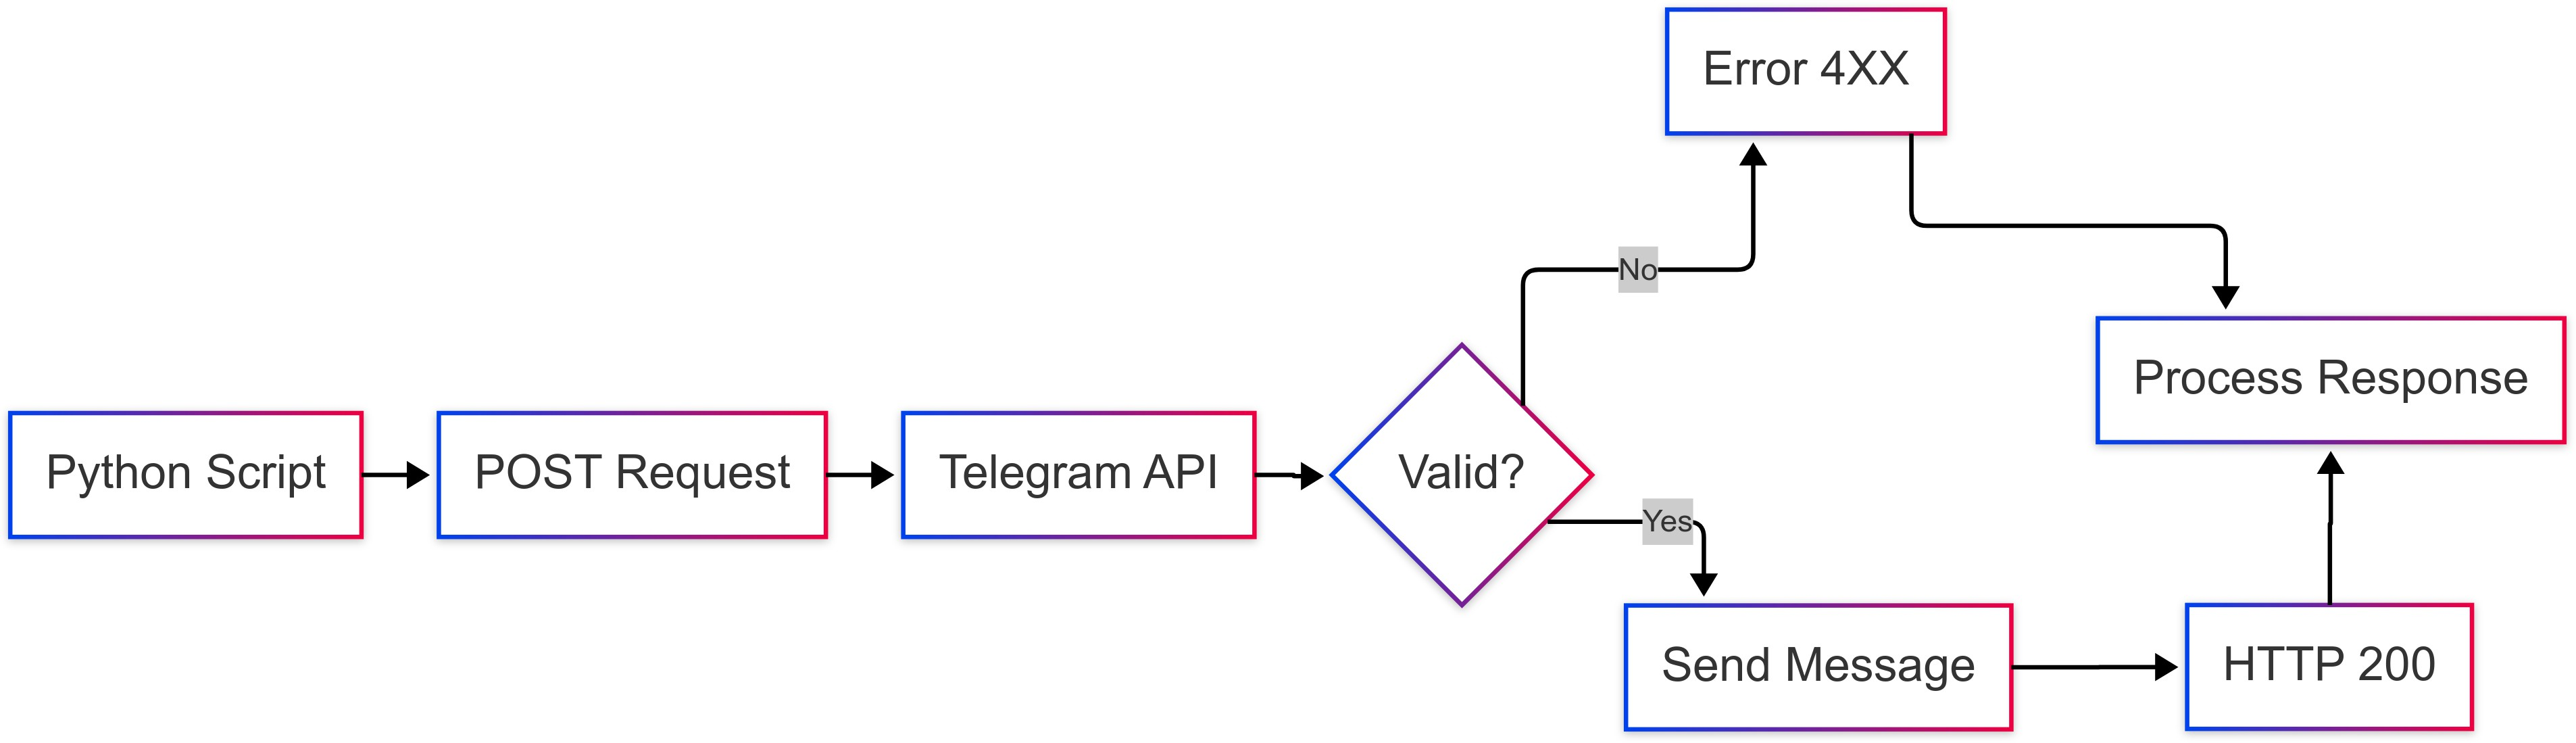 Error 4XX
No
Process Response
Python Script
POST Request
Telegram API
Valid?
Yes
Send Message
HTTP 200